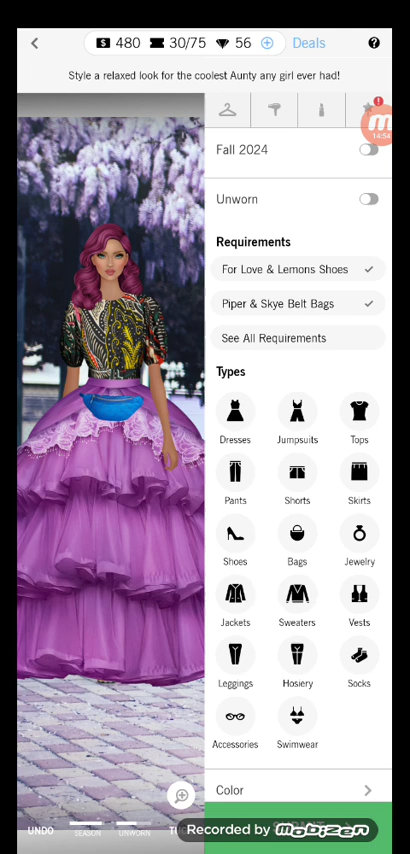 480 30/75 56 Deals
Style a relaxed look for the coolest Aunty any girl ever had!
14:54
Fall 2024
Unworn
Requirements
For Love & Lemons Shoes
Piper & Skye Belt Bags
See All Requirements
Types
Dresses Jumpsuits Tops
Pants Shorts Skirts
Shoes Bags Jewelry
Jackets Sweaters Vests
Leggings Hosiery Socks
Accessories Swimwear
Color
UNDO SEASON UNWORN
Recorded by mobizen